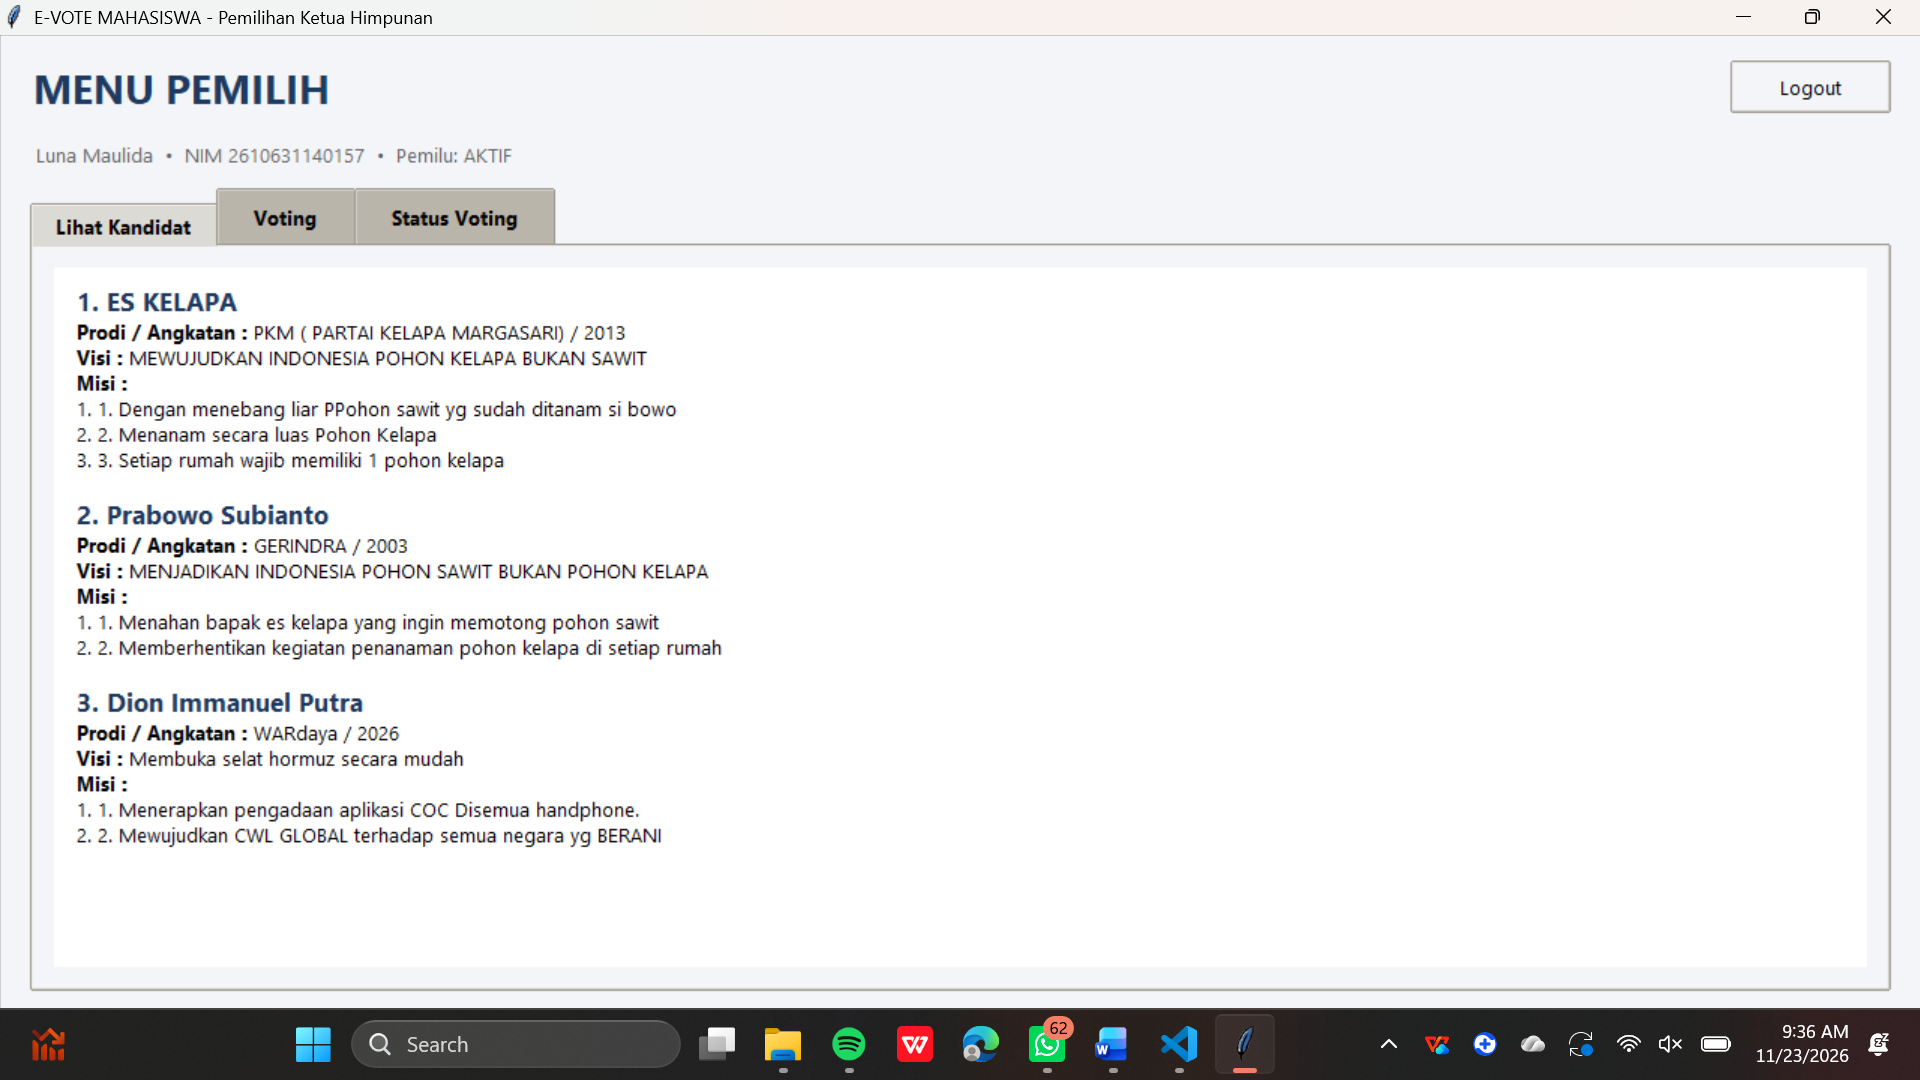 E-VOTE MAHASISWA - Pemilihan Ketua Himpunan
MENU PEMILIH
Logout
Luna Maulida • NIM 2610631140157 • Pemilu: AKTIF
Lihat Kandidat
Voting
Status Voting
1. ES KELAPA
Prodi / Angkatan : PKM ( PARTAI KELAPA MARGASARI) / 2013
Visi : MEWUJUDKAN INDONESIA POHON KELAPA BUKAN SAWIT
Misi :
1. 1. Dengan menebang liar PPohon sawit yg sudah ditanam si bowo
2. 2. Menanam secara luas Pohon Kelapa
3. 3. Setiap rumah wajib memiliki 1 pohon kelapa
2. Prabowo Subianto
Prodi / Angkatan : GERINDRA / 2003
Visi : MENJADIKAN INDONESIA POHON SAWIT BUKAN POHON KELAPA
Misi :
1. 1. Menahan bapak es kelapa yang ingin memotong pohon sawit
2. 2. Memberhentikan kegiatan penanaman pohon kelapa di setiap rumah
3. Dion Immanuel Putra
Prodi / Angkatan : WARdaya / 2026
Visi : Membuka selat hormuz secara mudah
Misi :
1. 1. Menerapkan pengadaan aplikasi COC Disemua handphone.
2. 2. Mewujudkan CWL GLOBAL terhadap semua negara yg BERANI
Search
62
9:36 AM
11/23/2026